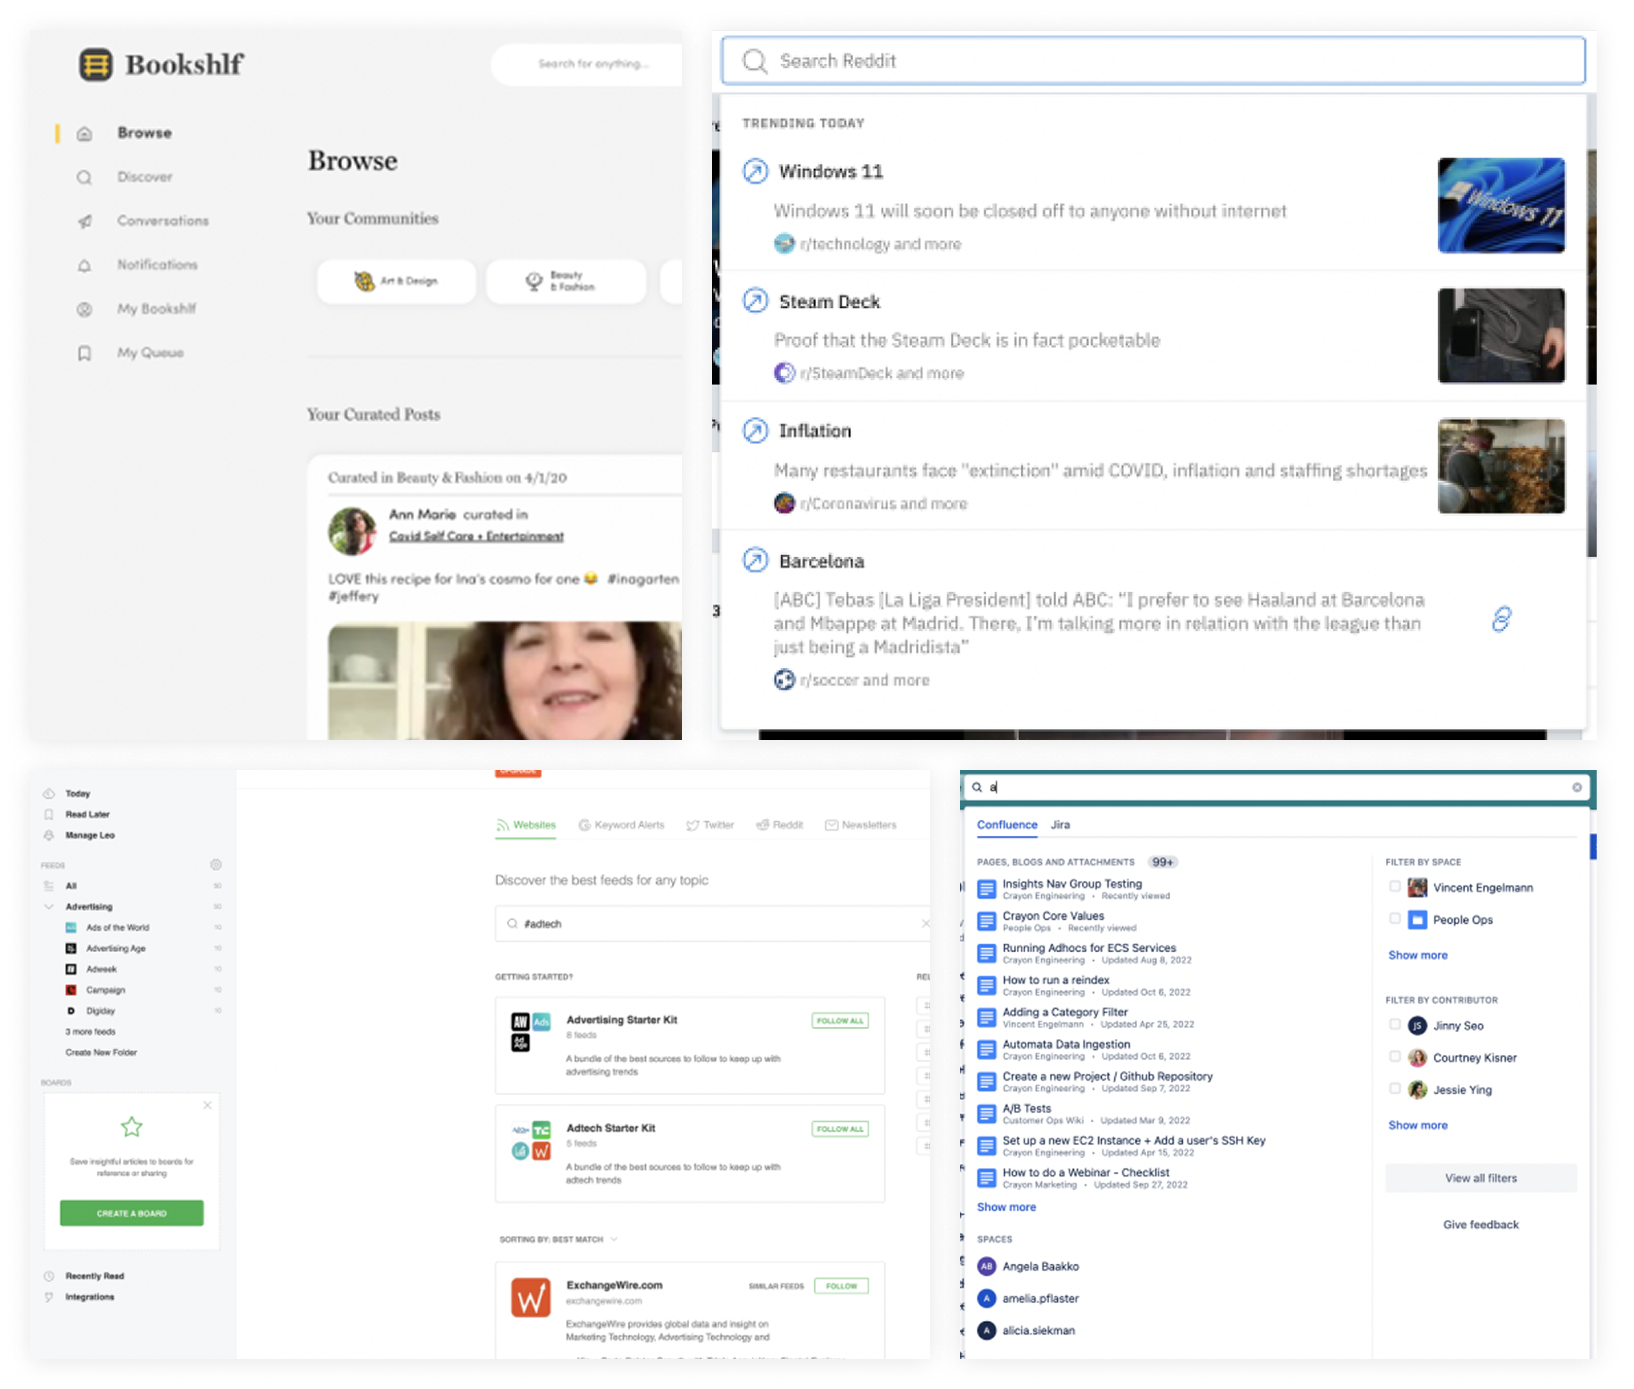 Bookshlf
Search for anything...
Browse
Discover
Conversations
Notifications
My Bookshlf
My Queue
Browse
Your Communities
Art & Design
Beauty
& Fashion
Your Curated Posts
Curated in Beauty & Fashion on 4/1/20
Ann Marie curated in
Covid Self Care + Entertainment
LOVE this recipe for Ina's cosmo for one 😂 #inagarten
#jeffery
Search Reddit
TRENDING TODAY
Windows 11
Windows 11 will soon be closed off to anyone without internet
r/technology and more
Windows 11
Steam Deck
Proof that the Steam Deck is in fact pocketable
r/SteamDeck and more
Inflation
Many restaurants face "extinction" amid COVID, inflation and staffing shortages
r/Coronavirus and more
Barcelona
[ABC] Tebas [La Liga President] told ABC: "I prefer to see Haaland at Barcelona
and Mbappe at Madrid. There, I'm talking more in relation with the league than
just being a Madridista"
r/soccer and more
Today
Read Later
Manage Leo
FEEDS
All 50
Advertising 50
Ads of the World 10
Advertising Age 10
Adweek 10
Campaign 10
D Digiday 10
3 more feeds
Create New Folder
BOARDS
Save insightful articles to boards for
reference or sharing
CREATE A BOARD
Recently Read
Integrations
UPGRADE
Websites Keyword Alerts Twitter Reddit Newsletters
Discover the best feeds for any topic
#adtech
GETTING STARTED?
AW Ads
Ad Age
Advertising Starter Kit
8 feeds
FOLLOW ALL
A bundle of the best sources to follow to keep up with
advertising trends
Adtech Starter Kit
5 feeds
FOLLOW ALL
A bundle of the best sources to follow to keep up with
adtech trends
SORTING BY: BEST MATCH
ExchangeWire.com
SIMILAR FEEDS FOLLOW
exchangewire.com
ExchangeWire provides global data and insight on
Marketing Technology, Advertising Technology and
REL
a
Confluence Jira
PAGES, BLOGS AND ATTACHMENTS 99+
Insights Nav Group Testing
Crayon Engineering • Recently viewed
Crayon Core Values
People Ops • Recently viewed
Running Adhocs for ECS Services
Crayon Engineering • Updated Aug 8, 2022
How to run a reindex
Crayon Engineering • Updated Oct 6, 2022
Adding a Category Filter
Vincent Engelmann • Updated Apr 25, 2022
Automata Data Ingestion
Crayon Engineering • Updated Oct 6, 2022
Create a new Project / Github Repository
Crayon Engineering • Updated Sep 7, 2022
A/B Tests
Customer Ops Wiki • Updated Mar 9, 2022
Set up a new EC2 Instance + Add a user's SSH Key
Crayon Engineering • Updated Apr 15, 2022
How to do a Webinar - Checklist
Crayon Marketing • Updated Sep 27, 2022
Show more
SPACES
AB Angela Baakko
A amelia.pflaster
A alicia.siekman
FILTER BY SPACE
Vincent Engelmann
People Ops
Show more
FILTER BY CONTRIBUTOR
JS Jinny Seo
Courtney Kisner
Jessie Ying
Show more
View all filters
Give feedback